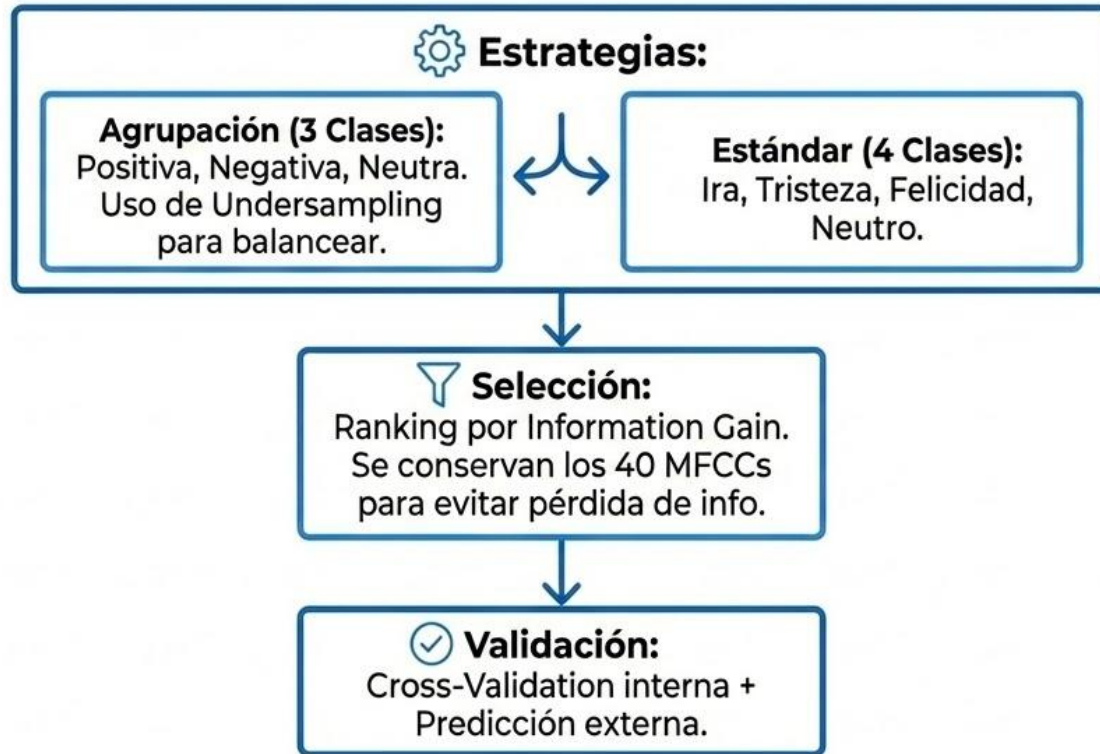 Estrategias:
Agrupación (3 Clases):
Positiva, Negativa, Neutra.
Uso de Undersampling
para balancear.
Estándar (4 Clases):
Ira, Tristeza, Felicidad,
Neutro.
Selección:
Ranking por Information Gain.
Se conservan los 40 MFCCs
para evitar pérdida de info.
Validación:
Cross-Validation interna +
Predicción externa.